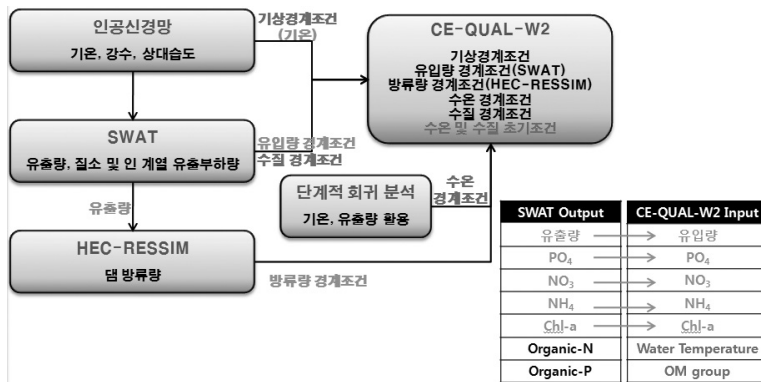 인공신경망
기온, 강수, 상대습도
기상경계조건
(기온)
CE-QUAL-W2
기상경계조건
유입량 경계조건(SWAT)
방류량 경계조건(HEC-RESSIM)
수온 경계조건
수질 경계조건
수온 및 수질 초기조건
SWAT
유출량, 질소 및 인 계열 유출부하량
유입량 경계조건
수질 경계조건
유출량
단계적 회귀 분석
기온, 유출량 활용
수온
경계조건
HEC-RESSIM
댐 방류량
방류량 경계조건
SWAT Output CE-QUAL-W2 Input
유출량 유입량
PO4 PO4
NO3 NO3
NH4 NH4
Chl-a Chl-a
Organic-N Water Temperature
Organic-P OM group